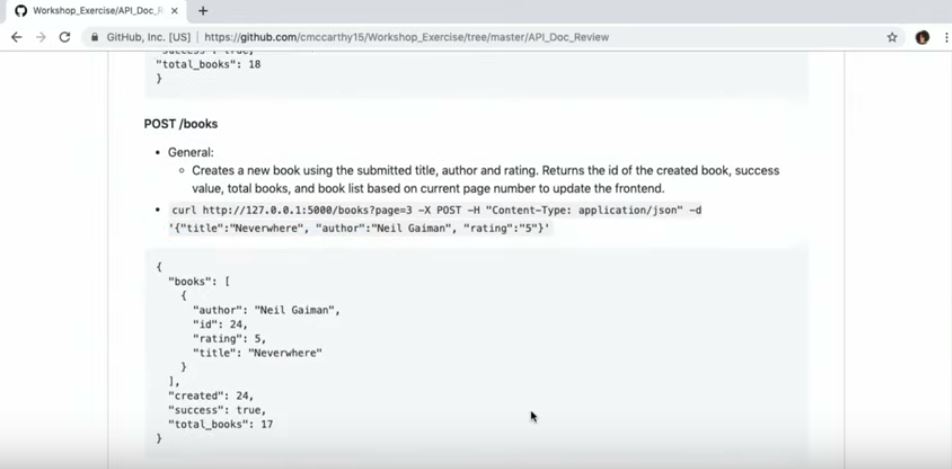 Workshop_Exercise/API_Doc_R
GitHub, Inc. [US] | https://github.com/cmccarthy15/Workshop_Exercise/tree/master/API_Doc_Review
"success": true,
"total_books": 18
}
POST /books
• General:
○ Creates a new book using the submitted title, author and rating. Returns the id of the created book, success
value, total books, and book list based on current page number to update the frontend.
• curl http://127.0.0.1:5000/books?page=3 -X POST -H "Content-Type: application/json" -d
'{"title":"Neverwhere", "author":"Neil Gaiman", "rating":"5"}'
{
"books": [
{
"author": "Neil Gaiman",
"id": 24,
"rating": 5,
"title": "Neverwhere"
}
],
"created": 24,
"success": true,
"total_books": 17
}